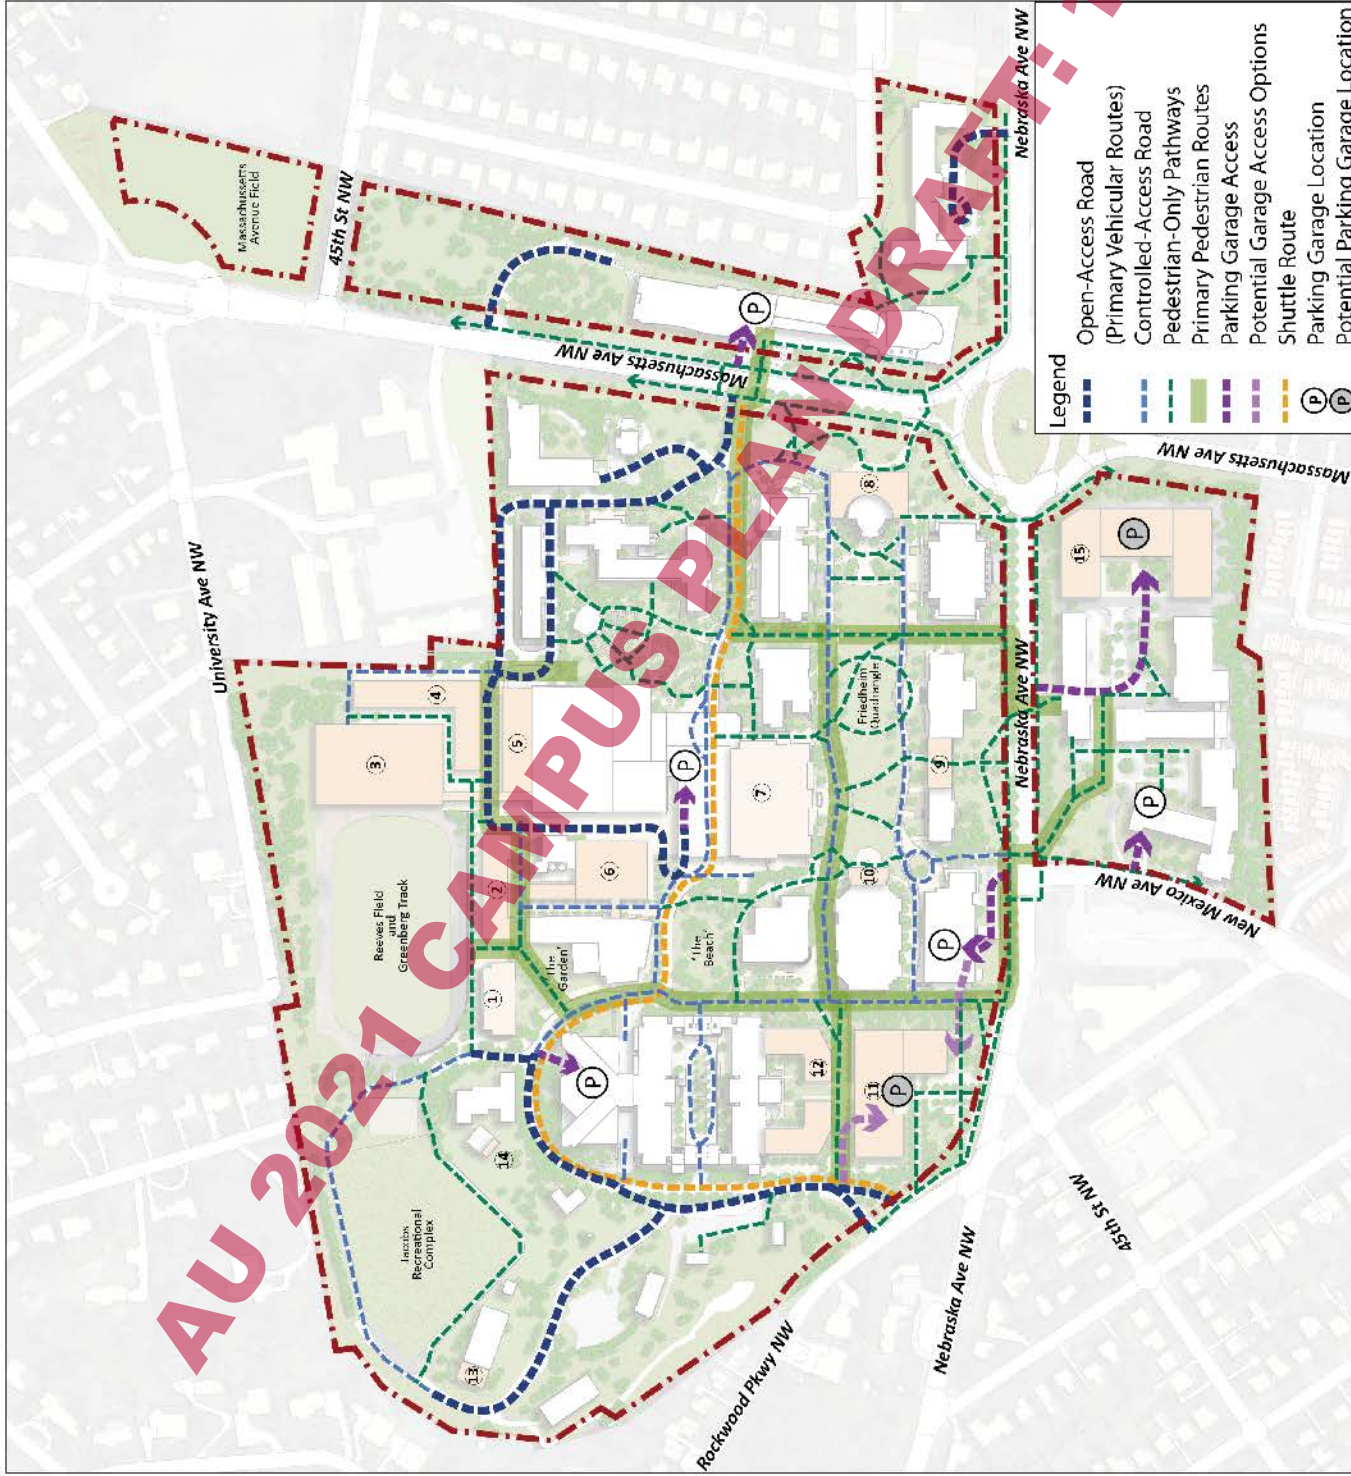 Massachussetts
Avenue Field
45th St NW
University Ave NW
Massachusetts Ave NW
Nebraska Ave NW
Reeves Field
and
Greenberg Track
'The
Garden'
'The
Beach'
Friedheim
Quadrangle
Jacobs
Recreational
Complex
1
2
3
4
5
6
7
8
9
10
11
12
13
14
15
P
P
P
P
P
P
P
Nebraska Ave NW
Massachusetts Ave NW
New Mexico Ave NW
Rockwood Pkwy NW
Nebraska Ave NW
45th St NW
Legend
Open-Access Road
(Primary Vehicular Routes)
Controlled-Access Road
Pedestrian-Only Pathways
Primary Pedestrian Routes
Parking Garage Access
Potential Garage Access Options
Shuttle Route
P Parking Garage Location
P Potential Parking Garage Location
AU 2021 CAMPUS PLAN DRAFT: